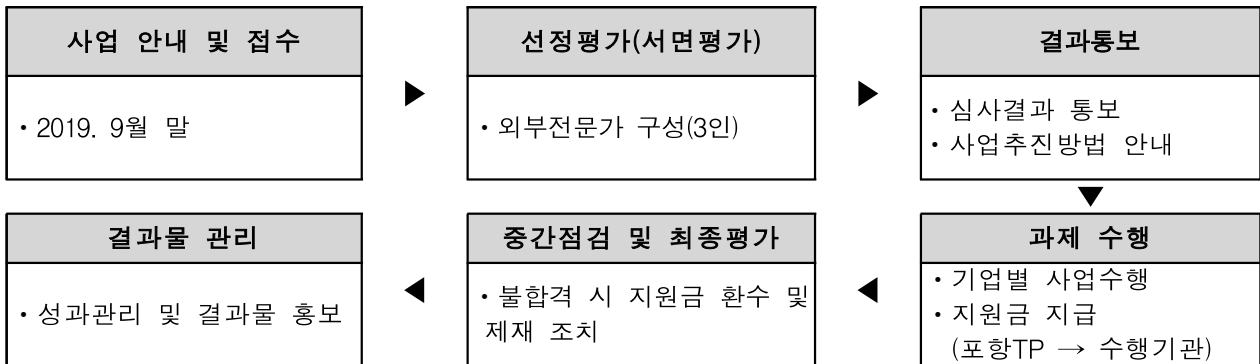 사업 안내 및 접수
• 2019. 9월 말
▶
선정평가(서면평가)
• 외부전문가 구성(3인)
▶
결과통보
• 심사결과 통보
• 사업추진방법 안내
▼
과제 수행
• 기업별 사업수행
• 지원금 지급
(포항TP → 수행기관)
◀
중간점검 및 최종평가
• 불합격 시 지원금 환수 및
제재 조치
◀
결과물 관리
• 성과관리 및 결과물 홍보